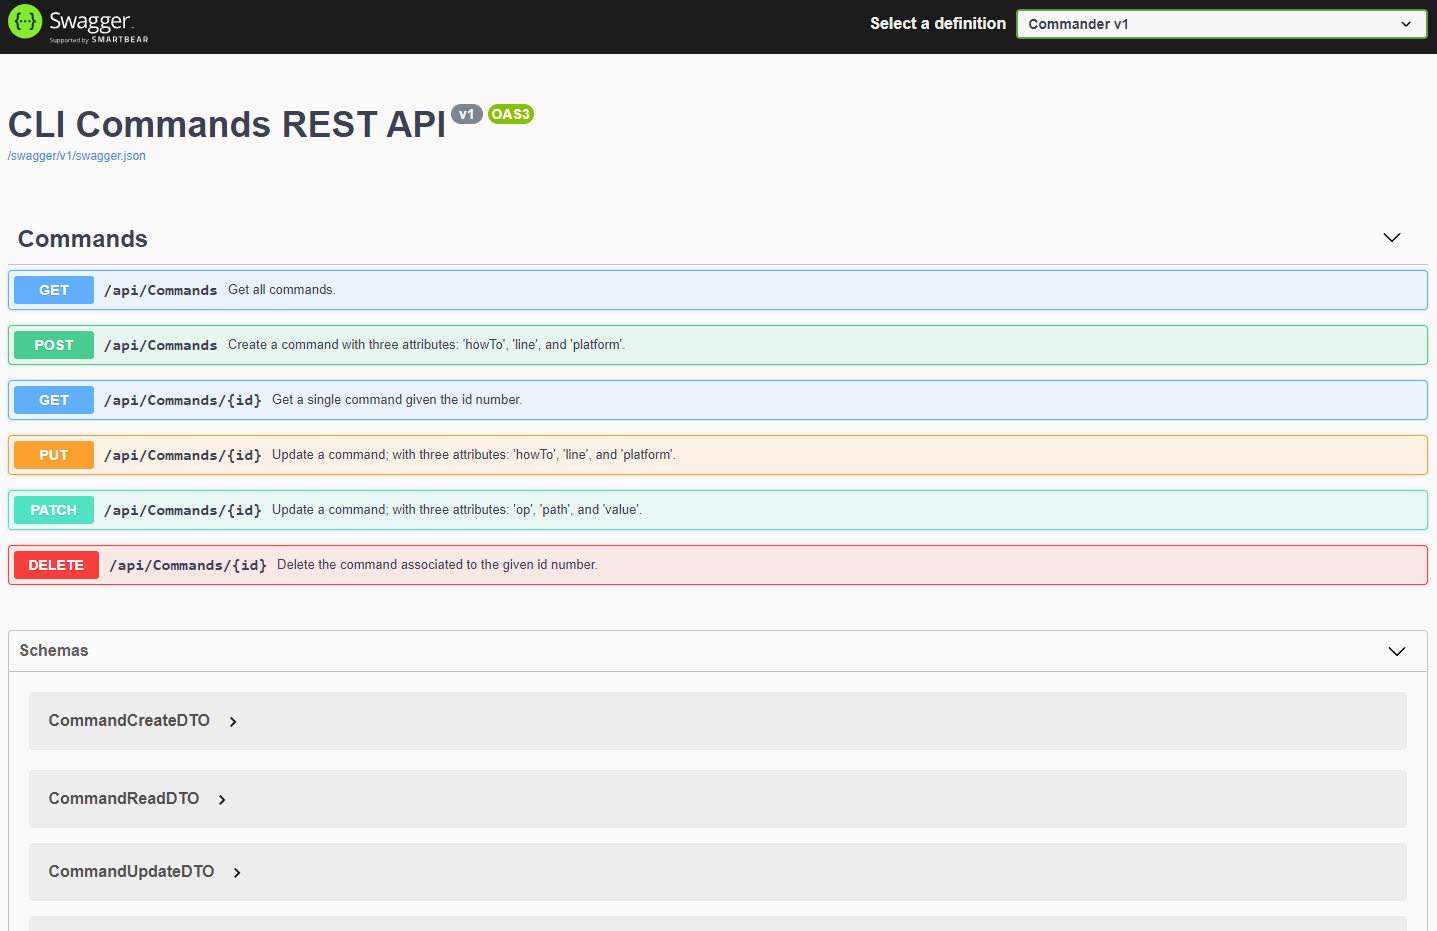 {···} Swagger.
Supported by SMARTBEAR
Select a definition
Commander v1
CLI Commands REST API v1 OAS3
/swagger/v1/swagger.json
Commands
GET /api/Commands Get all commands.
POST /api/Commands Create a command with three attributes: 'howTo', 'line', and 'platform'.
GET /api/Commands/{id} Get a single command given the id number.
PUT /api/Commands/{id} Update a command; with three attributes: 'howTo', 'line', and 'platform'.
PATCH /api/Commands/{id} Update a command; with three attributes: 'op', 'path', and 'value'.
DELETE /api/Commands/{id} Delete the command associated to the given id number.
Schemas
CommandCreateDTO
CommandReadDTO
CommandUpdateDTO